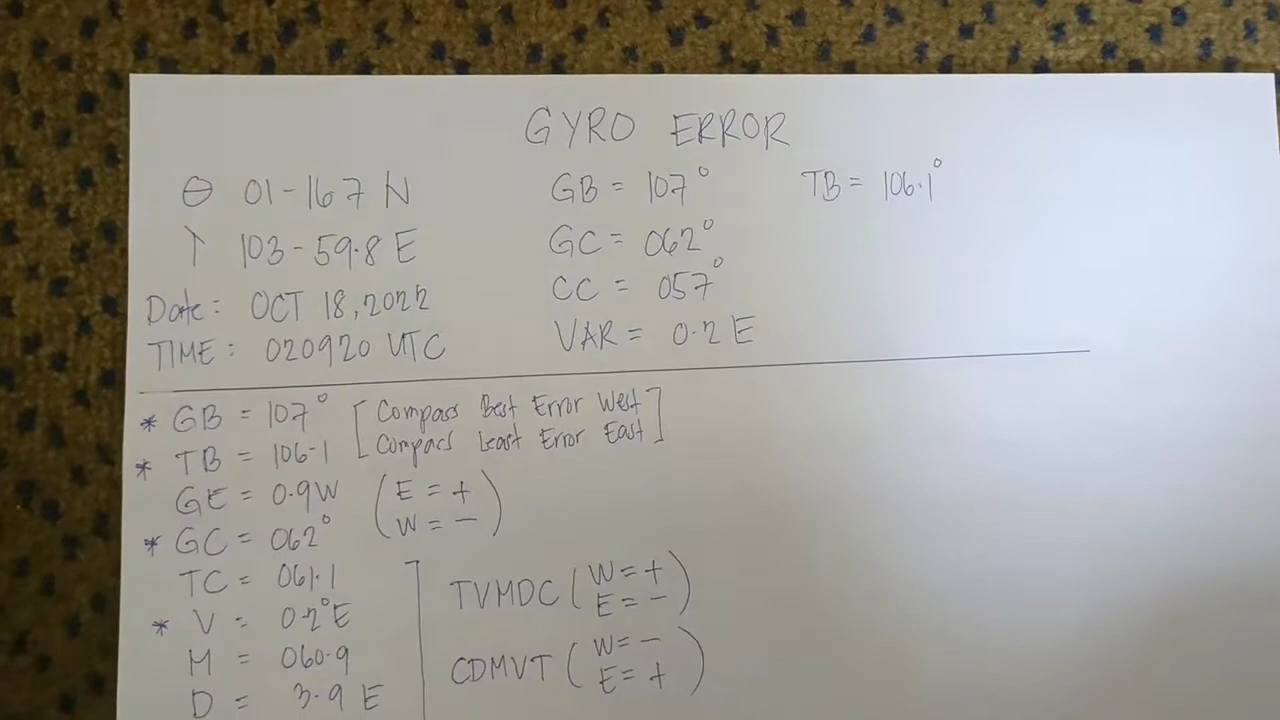 GYRO ERROR
θ 01-16.7 N
λ 103-59.8 E
Date: OCT 18, 2022
TIME: 020920 UTC
GB = 107° TB = 106.1°
GC = 062°
CC = 057°
VAR = 0.2 E
* GB = 107° [Compass Best Error West
* TB = 106.1 Compass Least Error East]
GE = 0.9W (E = +
W = -)
* GC = 062°
TC = 061.1
* V = 0.2°E
M = 060.9
D = 3.9 E
TVMDC (W = +
E = -)
CDMVT (W = -
E = +)